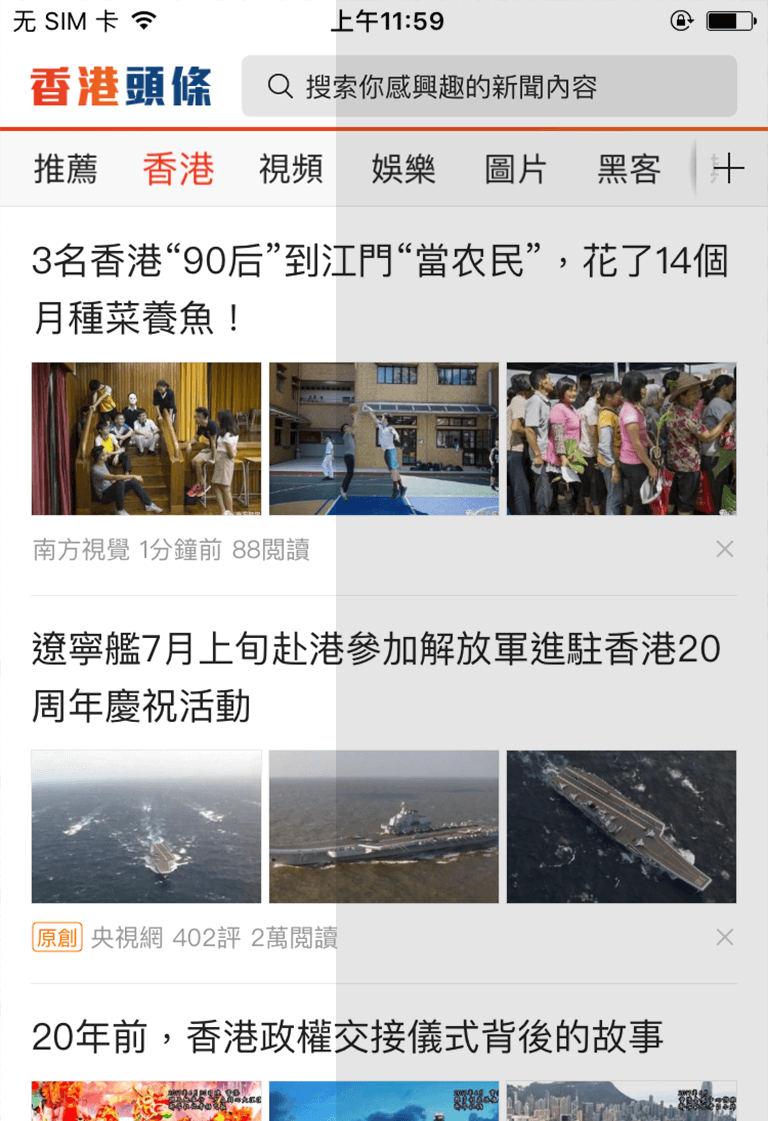 无 SIM 卡
上午11:59
香港頭條
搜索你感興趣的新聞內容
推薦 香港 視頻 娛樂 圖片 黑客
3名香港“90后”到江門“當农民”，花了14個
月種菜養魚！
南方視覺 1分鐘前 88閲讀
遼寧艦7月上旬赴港參加解放軍進駐香港20
周年慶祝活動
原創 央視網 402評 2萬閲讀
20年前，香港政權交接儀式背後的故事